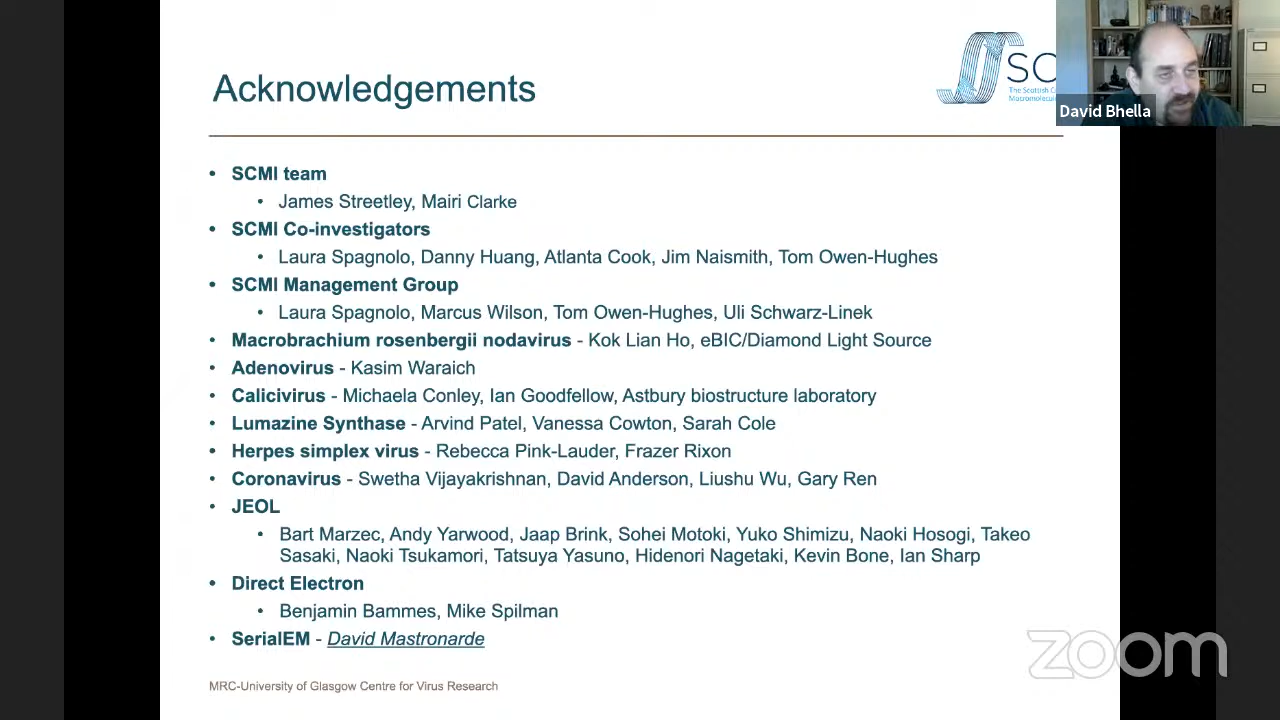 Acknowledgements
SC
The Scottish C
Macromolecu
David Bhella
• SCMI team
• James Streetley, Mairi Clarke
• SCMI Co-investigators
• Laura Spagnolo, Danny Huang, Atlanta Cook, Jim Naismith, Tom Owen-Hughes
• SCMI Management Group
• Laura Spagnolo, Marcus Wilson, Tom Owen-Hughes, Uli Schwarz-Linek
• Macrobrachium rosenbergii nodavirus - Kok Lian Ho, eBIC/Diamond Light Source
• Adenovirus - Kasim Waraich
• Calicivirus - Michaela Conley, Ian Goodfellow, Astbury biostructure laboratory
• Lumazine Synthase - Arvind Patel, Vanessa Cowton, Sarah Cole
• Herpes simplex virus - Rebecca Pink-Lauder, Frazer Rixon
• Coronavirus - Swetha Vijayakrishnan, David Anderson, Liushu Wu, Gary Ren
• JEOL
• Bart Marzec, Andy Yarwood, Jaap Brink, Sohei Motoki, Yuko Shimizu, Naoki Hosogi, Takeo
Sasaki, Naoki Tsukamori, Tatsuya Yasuno, Hidenori Nagetaki, Kevin Bone, Ian Sharp
• Direct Electron
• Benjamin Bammes, Mike Spilman
• SerialEM - David Mastronarde
MRC-University of Glasgow Centre for Virus Research
zoom